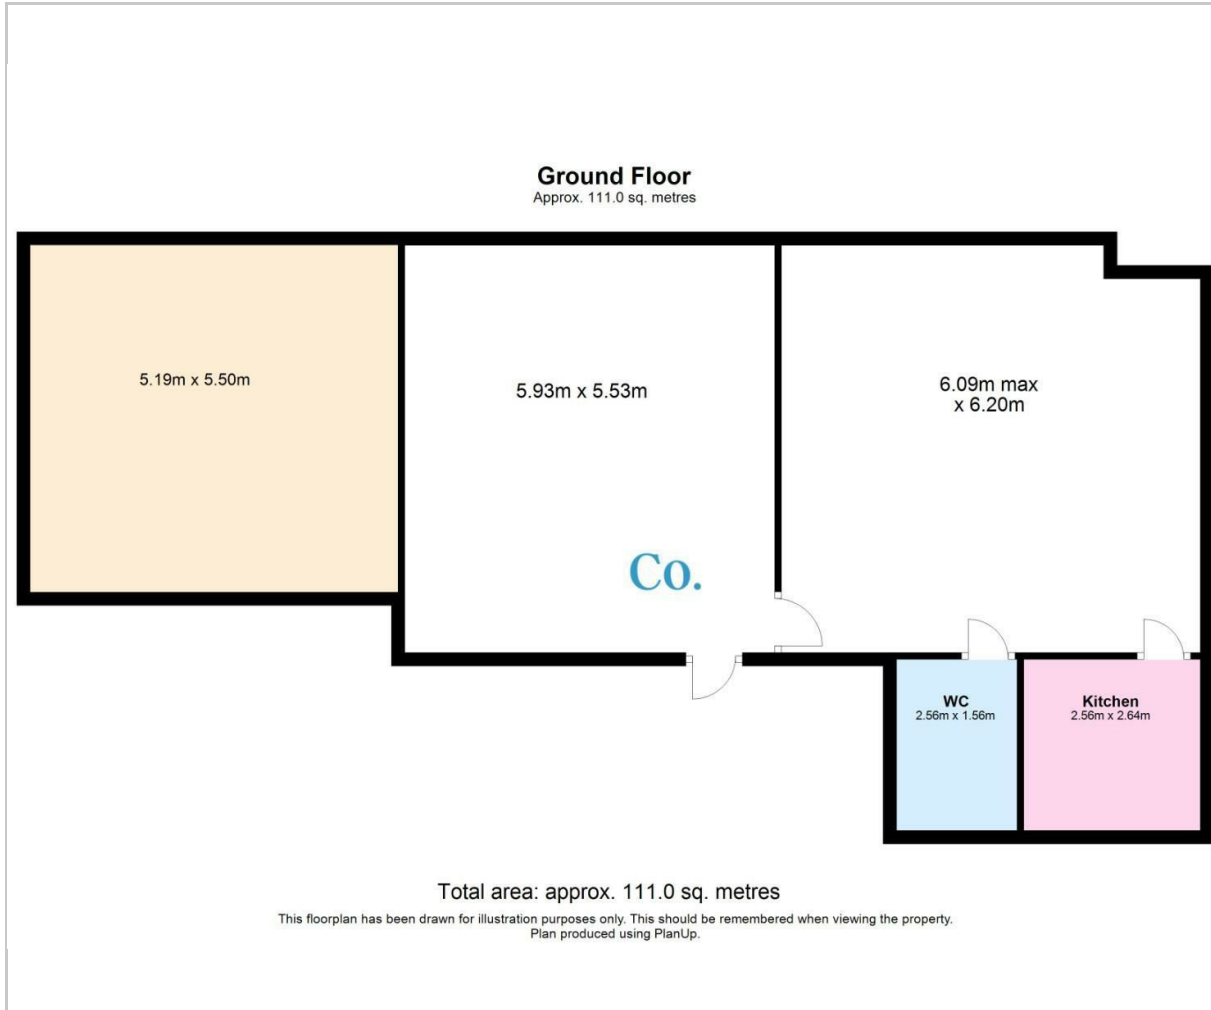 Ground Floor
Approx. 111.0 sq. metres
5.19m x 5.50m
5.93m x 5.53m
6.09m max
x 6.20m
Co.
WC
2.56m x 1.56m
Kitchen
2.56m x 2.64m
Total area: approx. 111.0 sq. metres
This floorplan has been drawn for illustration purposes only. This should be remembered when viewing the property.
Plan produced using PlanUp.